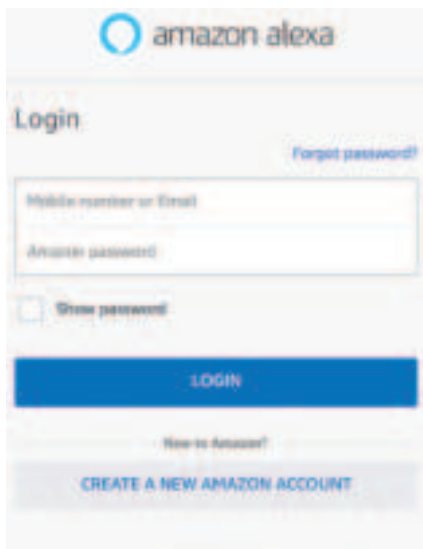 amazon alexa
Login
Forgot password?
Mobile number or Email
Amazon password
Show password
LOGIN
New to Amazon?
CREATE A NEW AMAZON ACCOUNT